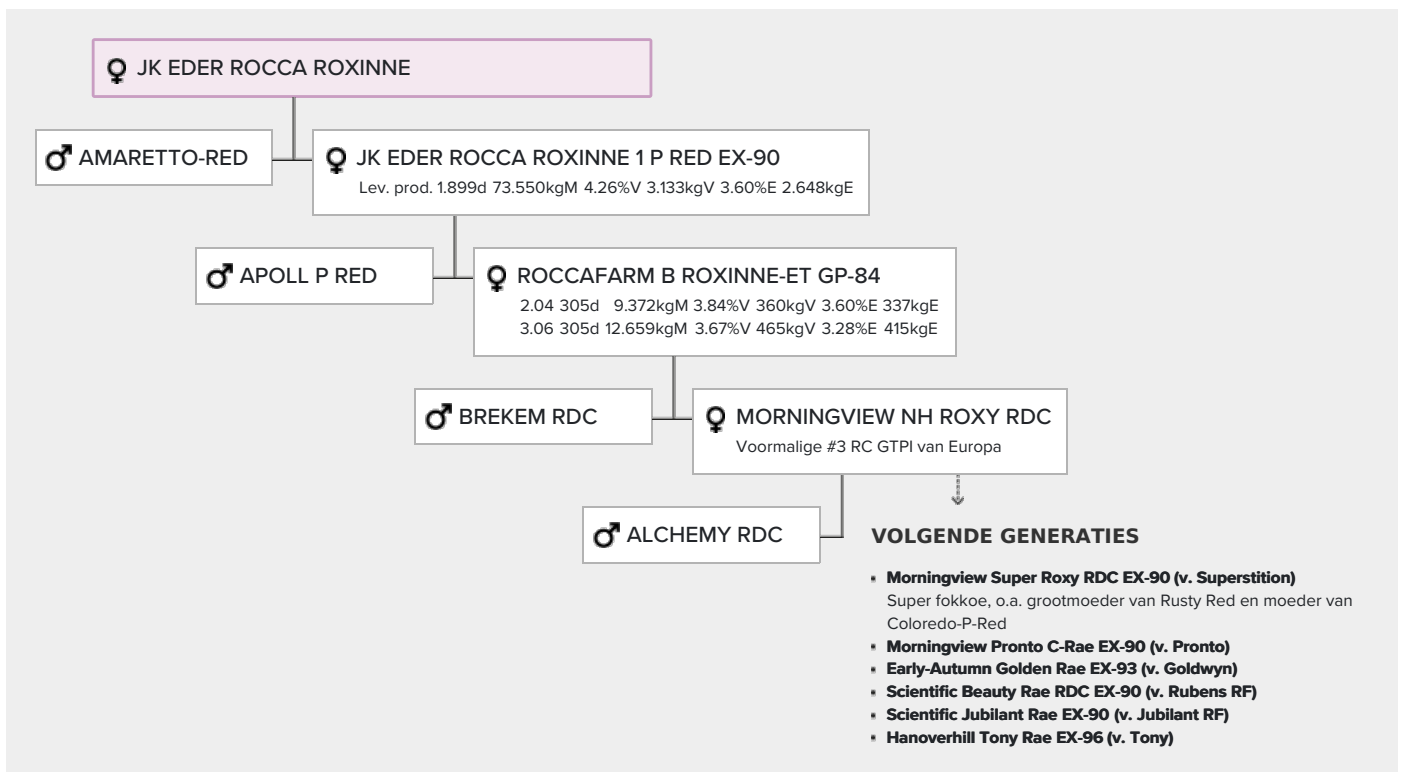 JK EDER ROCCA ROXINNE
AMARETTO-RED
JK EDER ROCCA ROXINNE 1 P RED EX-90
Lev. prod. 1.899d 73.550kgM 4.26%V 3.133kgV 3.60%E 2.648kgE
APOLL P RED
ROCCAFARM B ROXINNE-ET GP-84
2.04 305d 9.372kgM 3.84%V 360kgV 3.60%E 337kgE
3.06 305d 12.659kgM 3.67%V 465kgV 3.28%E 415kgE
BREKEM RDC
MORNINGVIEW NH ROXY RDC
Voormalige #3 RC GTPI van Europa
ALCHEMY RDC
VOLGENDE GENERATIES
▪ Morningview Super Roxy RDC EX-90 (v. Superstition)
Super fokkoe, o.a. grootmoeder van Rusty Red en moeder van
Coloredo-P-Red
▪ Morningview Pronto C-Rae EX-90 (v. Pronto)
▪ Early-Autumn Golden Rae EX-93 (v. Goldwyn)
▪ Scientific Beauty Rae RDC EX-90 (v. Rubens RF)
▪ Scientific Jubilant Rae EX-90 (v. Jubilant RF)
▪ Hanoverhill Tony Rae EX-96 (v. Tony)